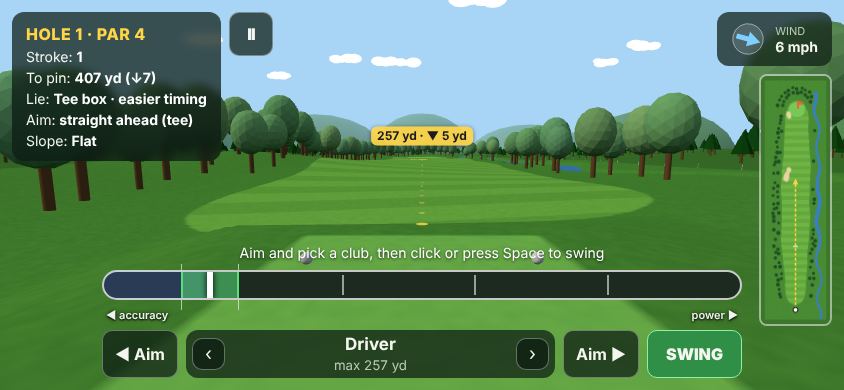 HOLE 1 · PAR 4
Stroke: 1
To pin: 407 yd (↓7)
Lie: Tee box · easier timing
Aim: straight ahead (tee)
Slope: Flat
WIND
6 mph
257 yd · ▼ 5 yd
Aim and pick a club, then click or press Space to swing
◀ accuracy
power ▶
◀ Aim
‹
Driver
max 257 yd
›
Aim ▶
SWING